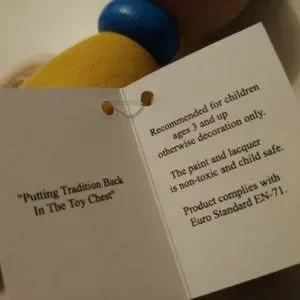 "Putting Tradition Back
In The Toy Chest"
Recommended for children
ages 3 and up
otherwise decoration only.
The paint and lacquer
is non-toxic and child safe.
Product complies with
Euro Standard EN-71.